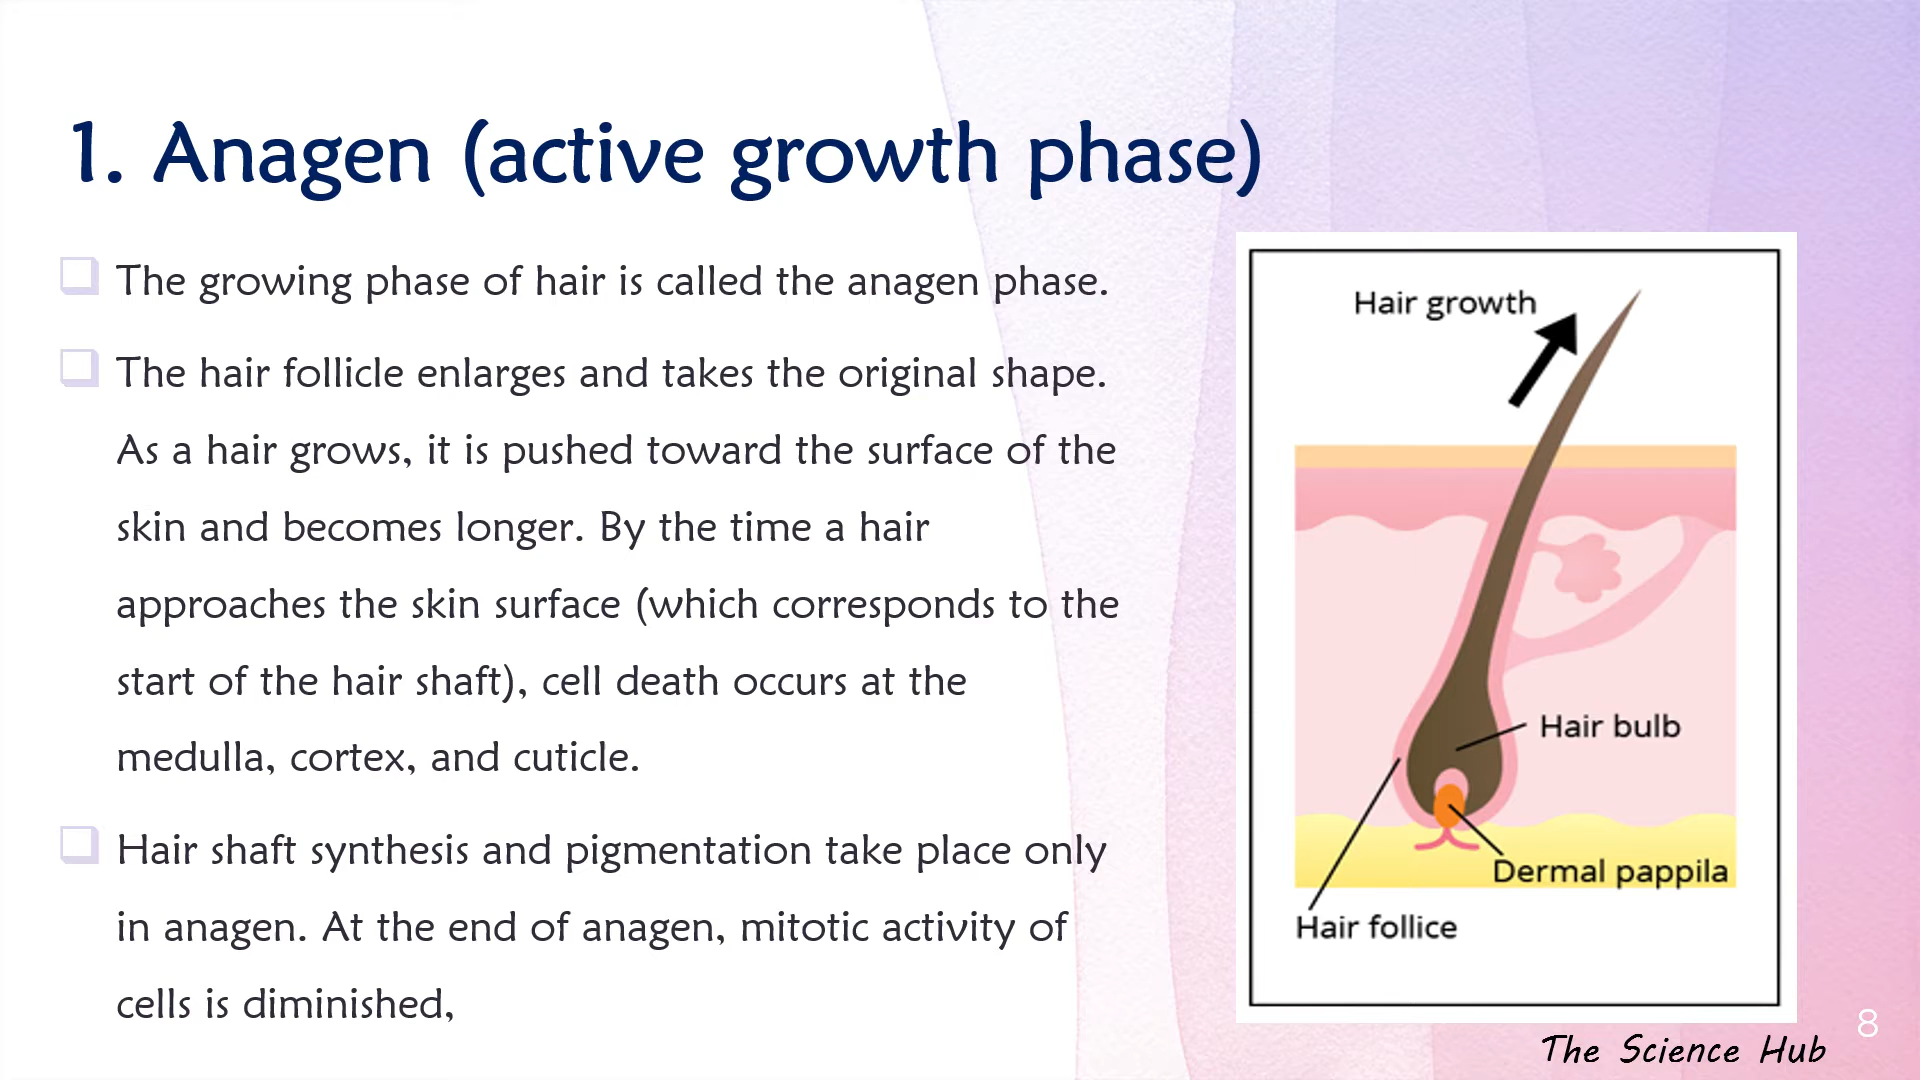 1. Anagen (active growth phase)
The growing phase of hair is called the anagen phase.
The hair follicle enlarges and takes the original shape.
As a hair grows, it is pushed toward the surface of the
skin and becomes longer. By the time a hair
approaches the skin surface (which corresponds to the
start of the hair shaft), cell death occurs at the
medulla, cortex, and cuticle.
Hair shaft synthesis and pigmentation take place only
in anagen. At the end of anagen, mitotic activity of
cells is diminished,
Hair growth
Hair bulb
Dermal pappila
Hair follice
8
The Science Hub